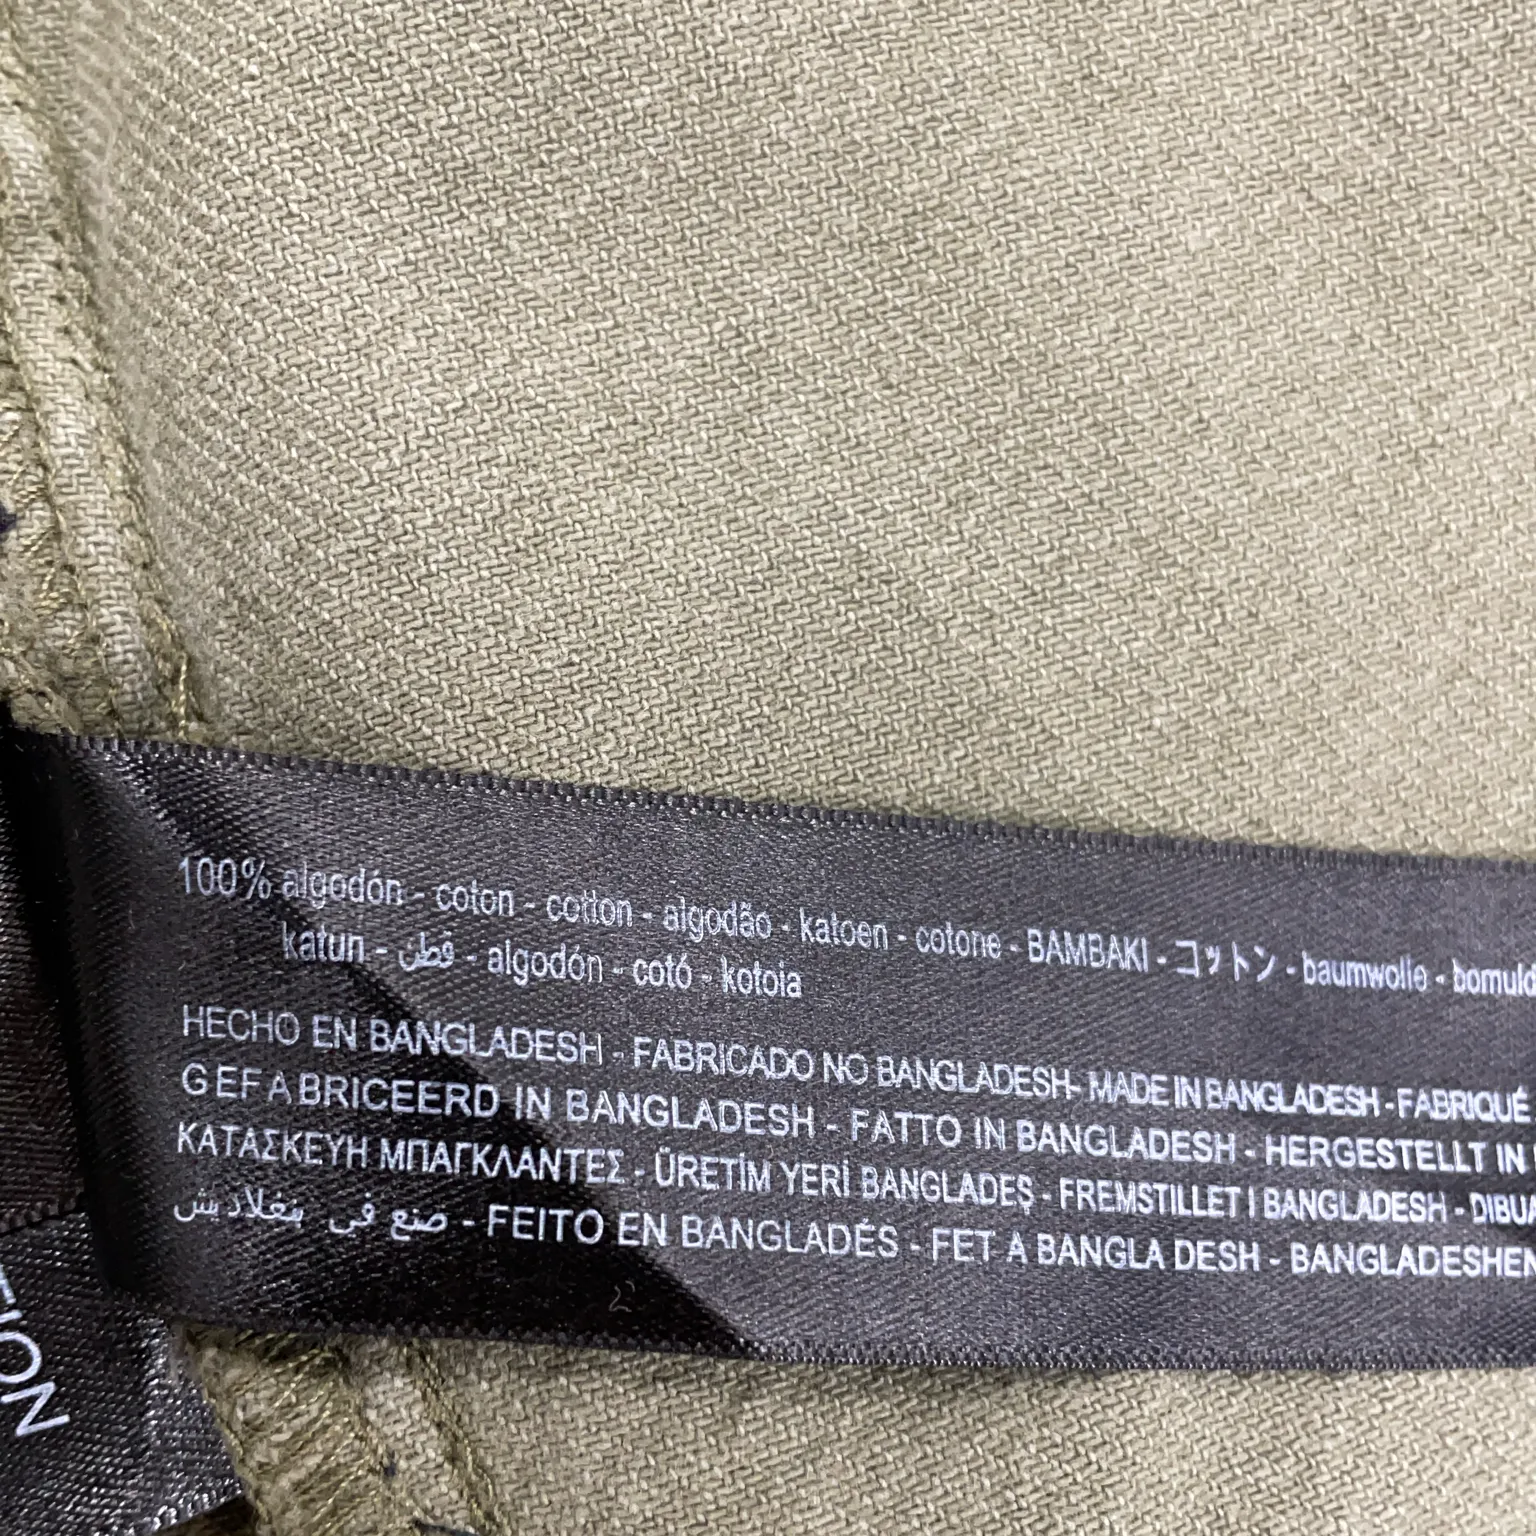 100% algodón - coton - cotton - algodão - katoen - cotone - BAMBAKI - コットン - baumwolle - bomuld
katun - قطن - algodón - cotó - kotoia
HECHO EN BANGLADESH - FABRICADO NO BANGLADESH - MADE IN BANGLADESH - FABRIQUÉ
GEFABRICEERD IN BANGLADESH - FATTO IN BANGLADESH - HERGESTELLT IN
ΚΑΤΑΣΚΕΥΗ ΜΠΑΓΚΛΑΝΤΕΣ - ÜRETİM YERİ BANGLADEŞ - FREMSTILLET I BANGLADESH - DIBUA
صنع في بنغلاديش - FEITO EN BANGLADÉS - FET A BANGLA DESH - BANGLADESHEN
TION